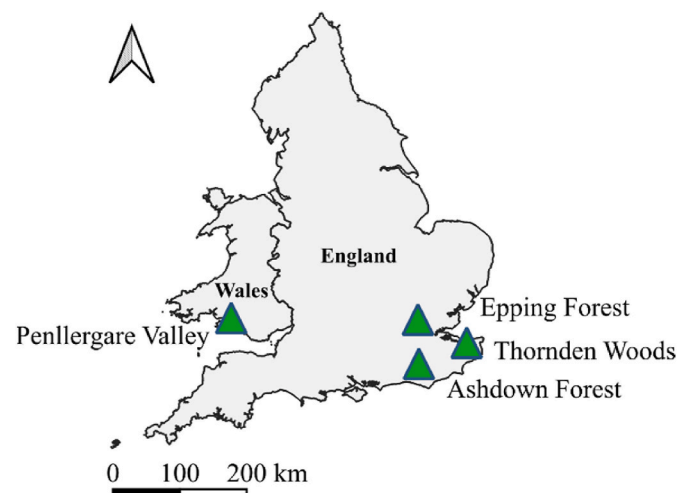 England
Wales
Epping Forest
Penllergare Valley
Thornden Woods
Ashdown Forest
0 100 200 km